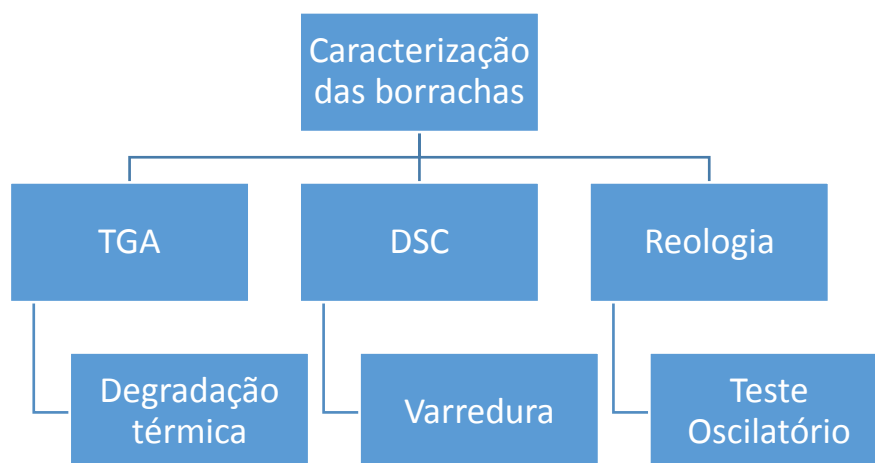 Caracterização
das borrachas
TGA
DSC
Reologia
Degradação
térmica
Varredura
Teste
Oscilatório